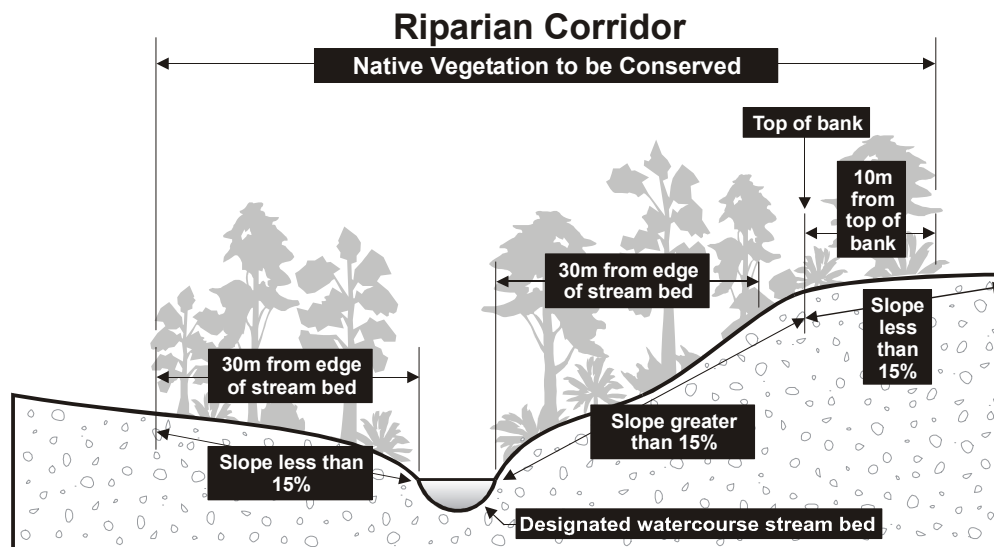 Riparian Corridor
Native Vegetation to be Conserved
Top of bank
10m
from
top of
bank
30m from edge
of stream bed
Slope
less
than
15%
30m from edge
of stream bed
Slope greater
than 15%
Slope less than
15%
Designated watercourse stream bed